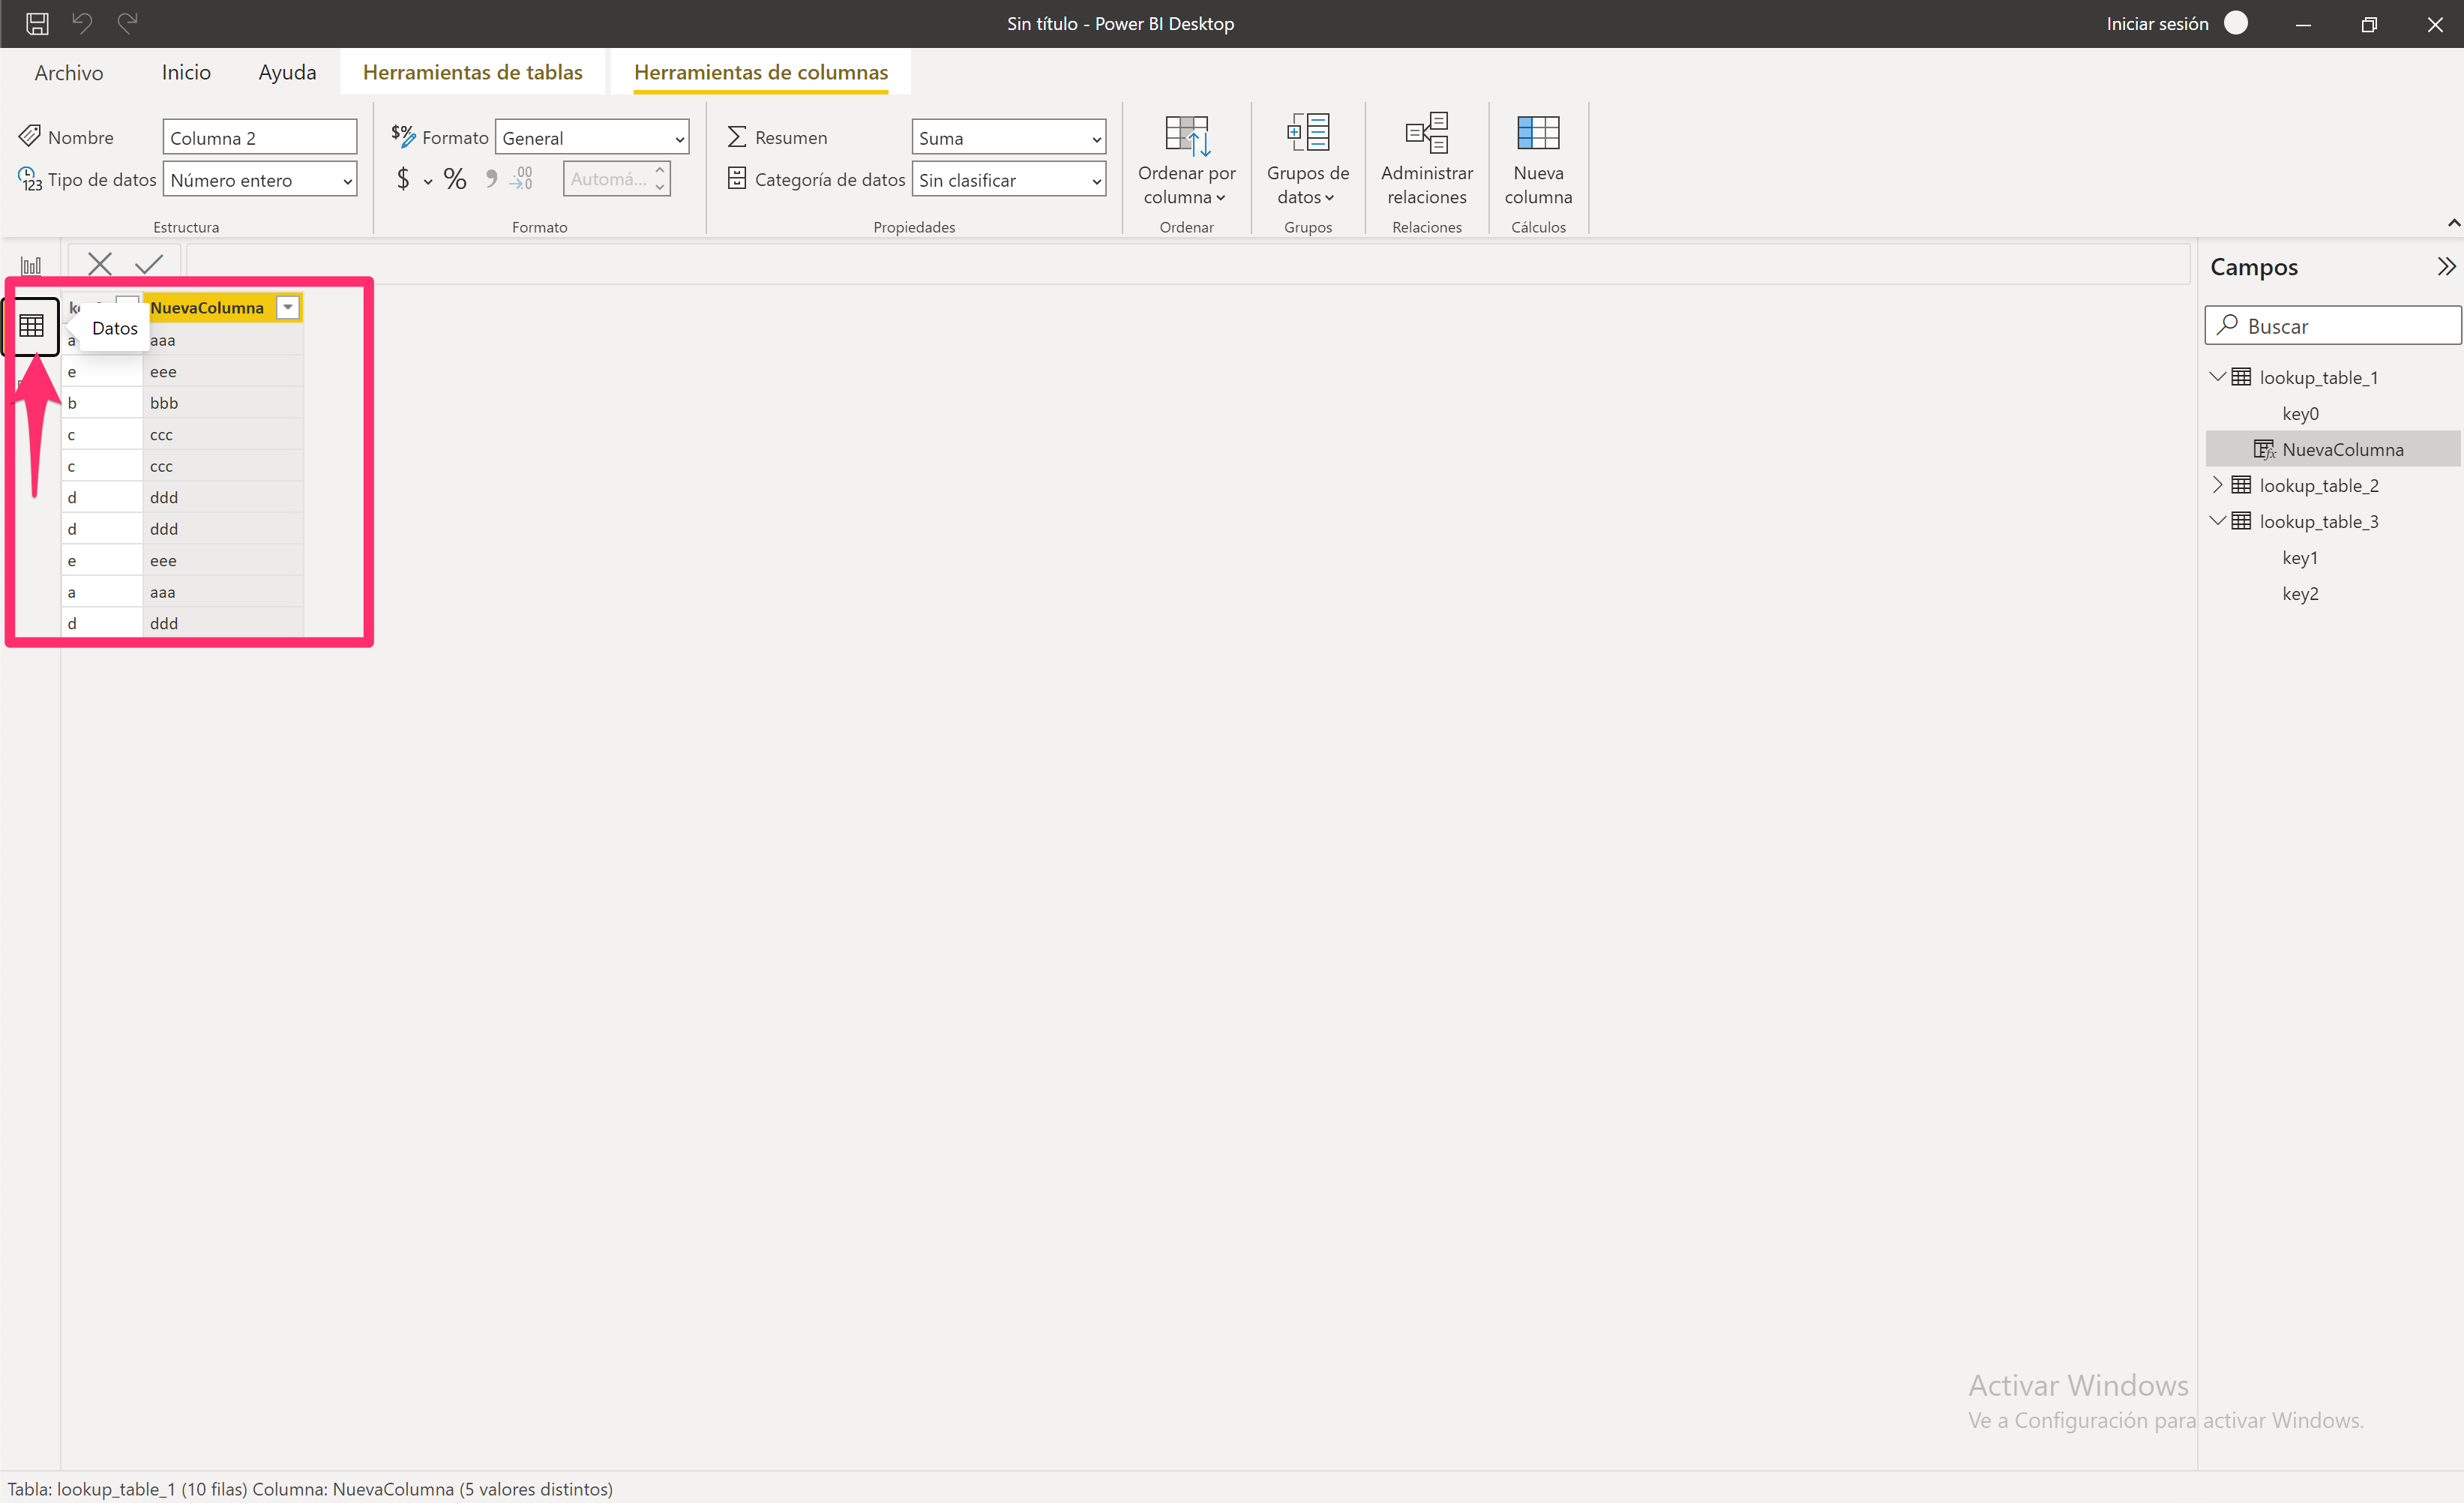 Sin título - Power BI Desktop
Iniciar sesión
Archivo Inicio Ayuda Herramientas de tablas Herramientas de columnas
Nombre Columna 2
Tipo de datos Número entero
Estructura
$% Formato General
$ % 9 .00 →.0 Automá...
Formato
Resumen Suma
Categoría de datos Sin clasificar
Propiedades
Ordenar por
columna
Ordenar
Grupos de
datos
Grupos
Administrar
relaciones
Relaciones
Nueva
columna
Cálculos
NuevaColumna
Datos
a aaa
e eee
b bbb
c ccc
c ccc
d ddd
d ddd
e eee
a aaa
d ddd
Campos
Buscar
lookup_table_1
key0
NuevaColumna
lookup_table_2
lookup_table_3
key1
key2
Activar Windows
Ve a Configuración para activar Windows.
Tabla: lookup_table_1 (10 filas) Columna: NuevaColumna (5 valores distintos)